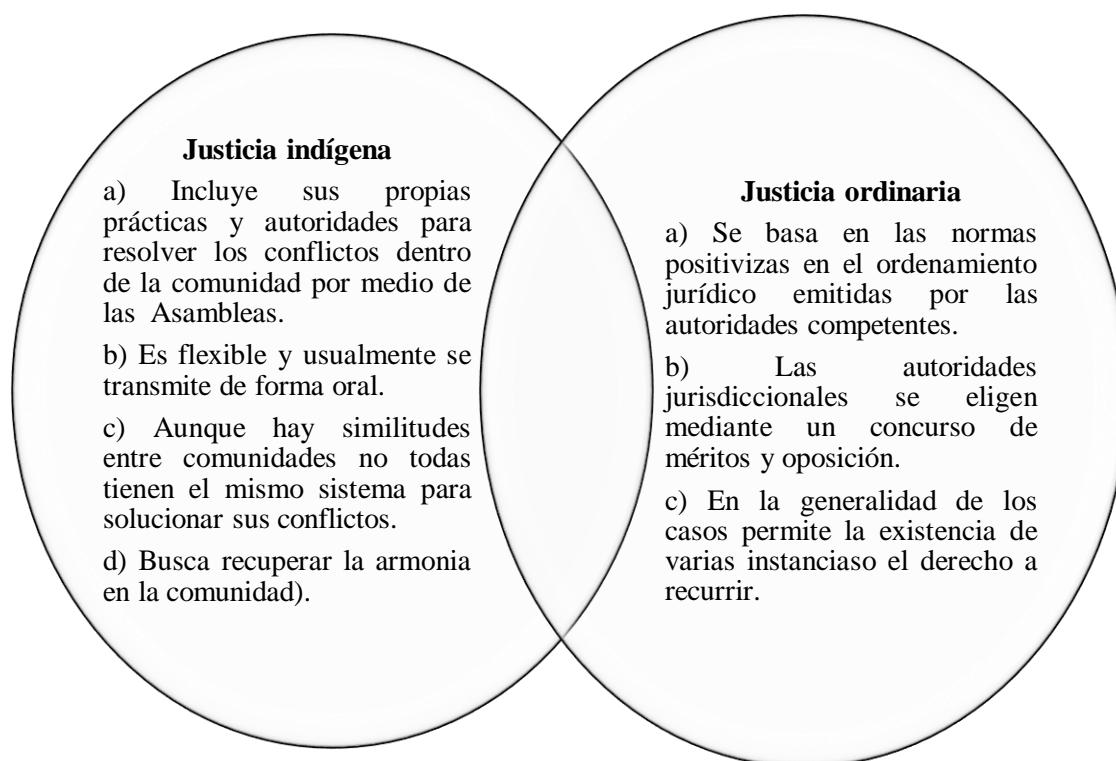 Justicia indígena
a) Incluye sus propias
prácticas y autoridades para
resolver los conflictos dentro
de la comunidad por medio de
las Asambleas.
b) Es flexible y usualmente se
transmite de forma oral.
c) Aunque hay similitudes
entre comunidades no todas
tienen el mismo sistema para
solucionar sus conflictos.
d) Busca recuperar la armonia
en la comunidad).
Justicia ordinaria
a) Se basa en las normas
positivizas en el ordenamiento
jurídico emitidas por las
autoridades competentes.
b) Las autoridades
jurisdiccionales se eligen
mediante un concurso de
méritos y oposición.
c) En la generalidad de los
casos permite la existencia de
varias instanciaso el derecho a
recurrir.